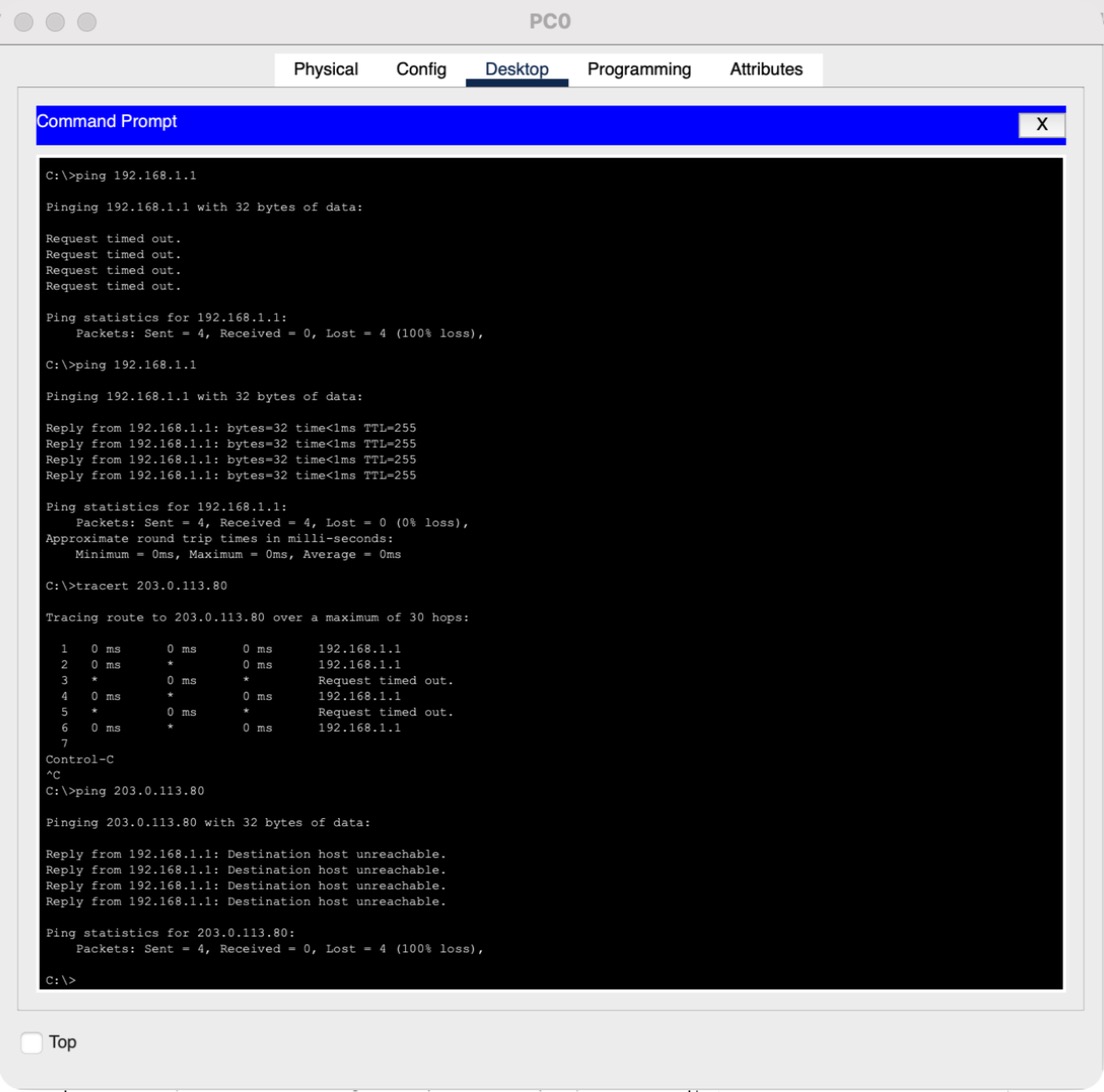 PC0
Physical Config Desktop Programming Attributes
Command Prompt
X
C:\>ping 192.168.1.1
Pinging 192.168.1.1 with 32 bytes of data:
Request timed out.
Request timed out.
Request timed out.
Request timed out.
Ping statistics for 192.168.1.1:
    Packets: Sent = 4, Received = 0, Lost = 4 (100% loss),
C:\>ping 192.168.1.1
Pinging 192.168.1.1 with 32 bytes of data:
Reply from 192.168.1.1: bytes=32 time<1ms TTL=255
Reply from 192.168.1.1: bytes=32 time<1ms TTL=255
Reply from 192.168.1.1: bytes=32 time<1ms TTL=255
Reply from 192.168.1.1: bytes=32 time<1ms TTL=255
Ping statistics for 192.168.1.1:
    Packets: Sent = 4, Received = 4, Lost = 0 (0% loss),
Approximate round trip times in milli-seconds:
    Minimum = 0ms, Maximum = 0ms, Average = 0ms
C:\>tracert 203.0.113.80
Tracing route to 203.0.113.80 over a maximum of 30 hops:
  1   0 ms      0 ms      0 ms      192.168.1.1
  2   0 ms      *         0 ms      192.168.1.1
  3   *         0 ms      *         Request timed out.
  4   0 ms      *         0 ms      192.168.1.1
  5   *         0 ms      *         Request timed out.
  6   0 ms      *         0 ms      192.168.1.1
  7
Control-C
^C
C:\>ping 203.0.113.80
Pinging 203.0.113.80 with 32 bytes of data:
Reply from 192.168.1.1: Destination host unreachable.
Reply from 192.168.1.1: Destination host unreachable.
Reply from 192.168.1.1: Destination host unreachable.
Reply from 192.168.1.1: Destination host unreachable.
Ping statistics for 203.0.113.80:
    Packets: Sent = 4, Received = 0, Lost = 4 (100% loss),
C:\>
Top